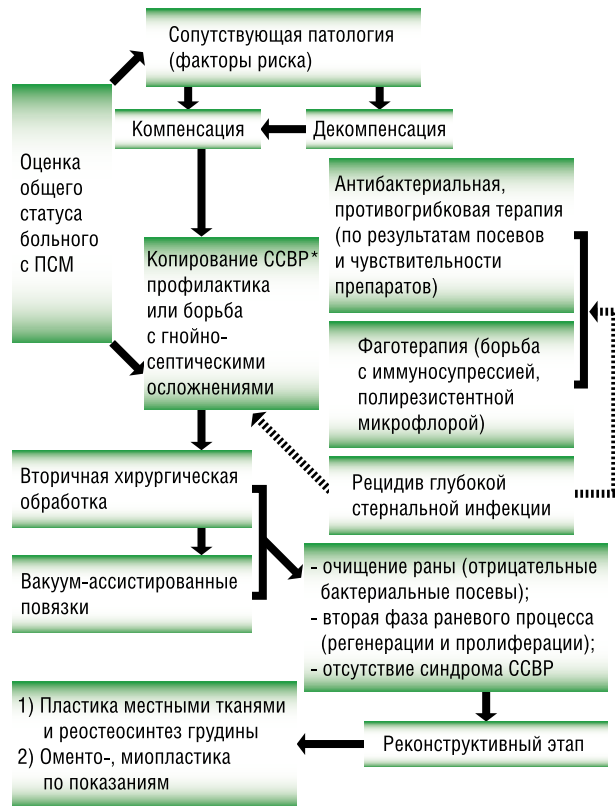 Сопутствующая патология
(факторы риска)
Компенсация
Декомпенсация
Оценка
общего
статуса
больного
с ПСМ
Антибактериальная,
противогрибковая терапия
(по результатам посевов
и чувствительности
препаратов)
Копирование ССВР*
профилактика
или борьба
с гнойно-
септическими
осложнениями
Фаготерапия (борьба
с иммуносупрессией,
полирезистентной
микрофлорой)
Вторичная хирургическая
обработка
Рецидив глубокой
стернальной инфекции
Вакуум-ассистированные
повязки
- очищение раны (отрицательные
бактериальные посевы);
- вторая фаза раневого процесса
(регенерации и пролиферации);
- отсутствие синдрома ССВР
1) Пластика местными тканями
и реостеосинтез грудины
2) Оменто-, миопластика
по показаниям
Реконструктивный этап